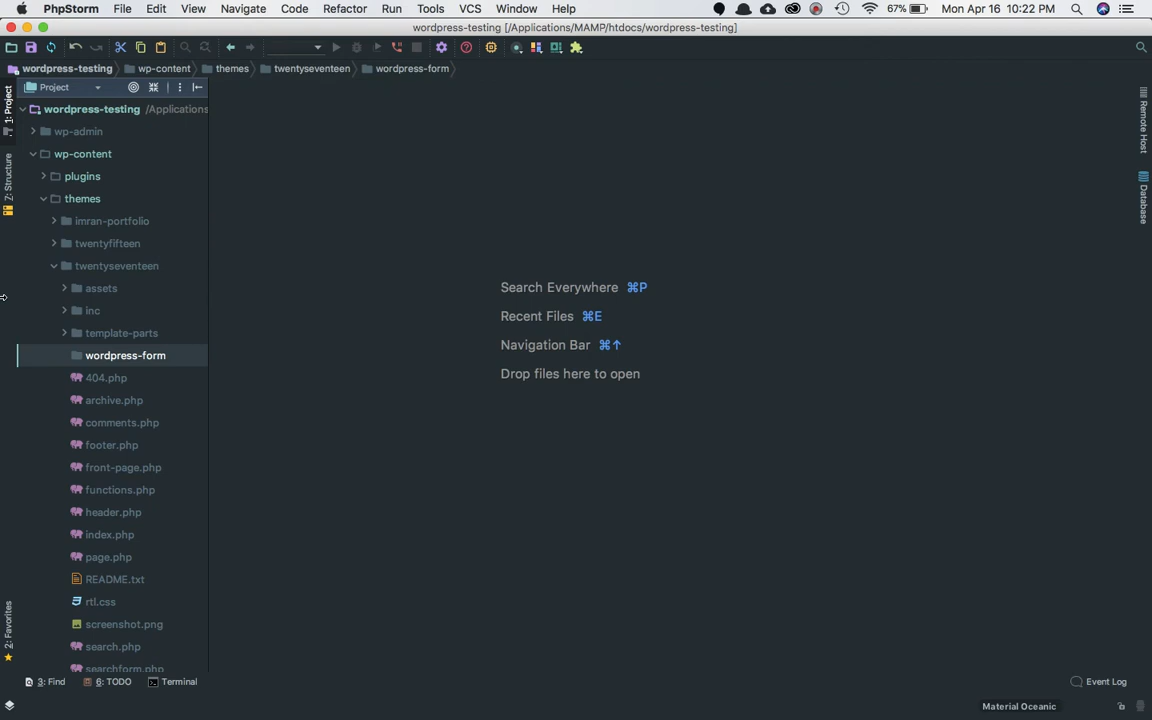 PhpStorm File Edit View Navigate Code Refactor Run Tools VCS Window Help 67% Mon Apr 16 10:22 PM
wordpress-testing [/Applications/MAMP/htdocs/wordpress-testing]
wordpress-testing wp-content themes twentyseventeen wordpress-form
1: Project
Z: Structure
2: Favorites
Project
wordpress-testing /Applications
wp-admin
wp-content
plugins
themes
imran-portfolio
twentyfifteen
twentyseventeen
assets
inc
template-parts
wordpress-form
404.php
archive.php
comments.php
footer.php
front-page.php
functions.php
header.php
index.php
page.php
README.txt
rtl.css
screenshot.png
search.php
searchform.php
Search Everywhere ⌘P
Recent Files ⌘E
Navigation Bar ⌘↑
Drop files here to open
Remote Host
Database
3: Find 6: TODO Terminal Event Log
Material Oceanic